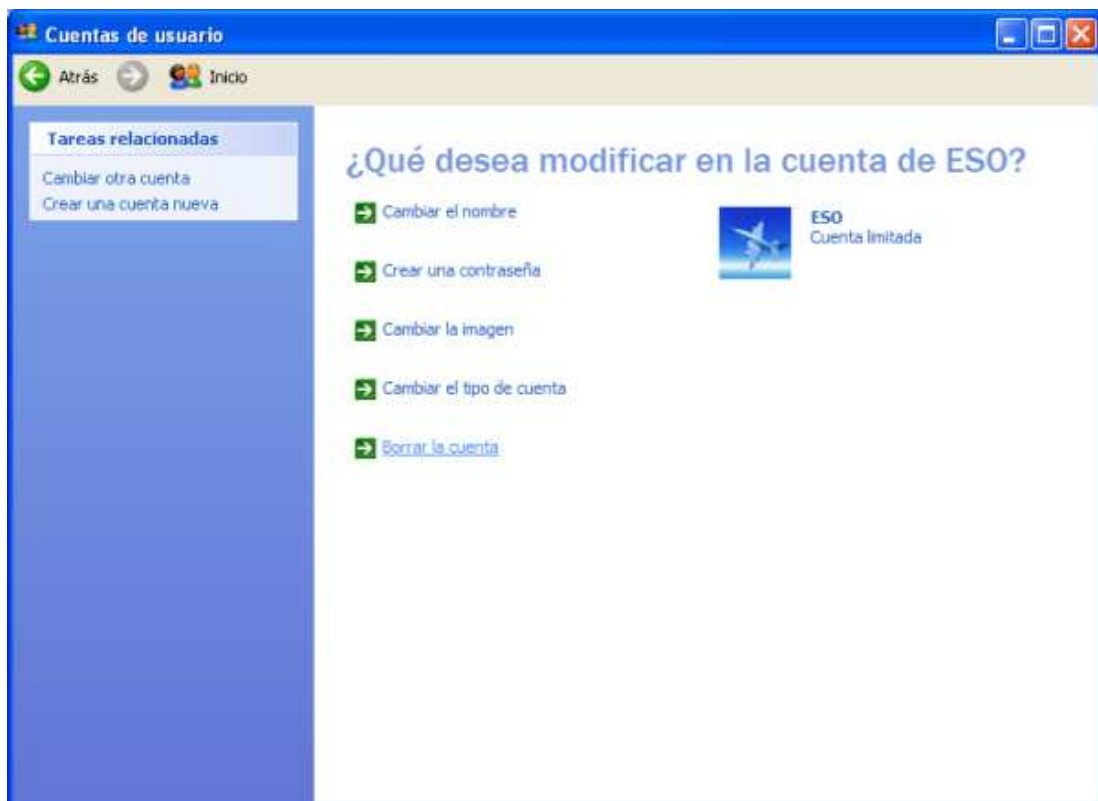 Cuentas de usuario
Atrás
Inicio
Tareas relacionadas
Cambiar otra cuenta
Crear una cuenta nueva
¿Qué desea modificar en la cuenta de ESO?
Cambiar el nombre
Crear una contraseña
Cambiar la imagen
Cambiar el tipo de cuenta
Borrar la cuenta
ESO
Cuenta limitada